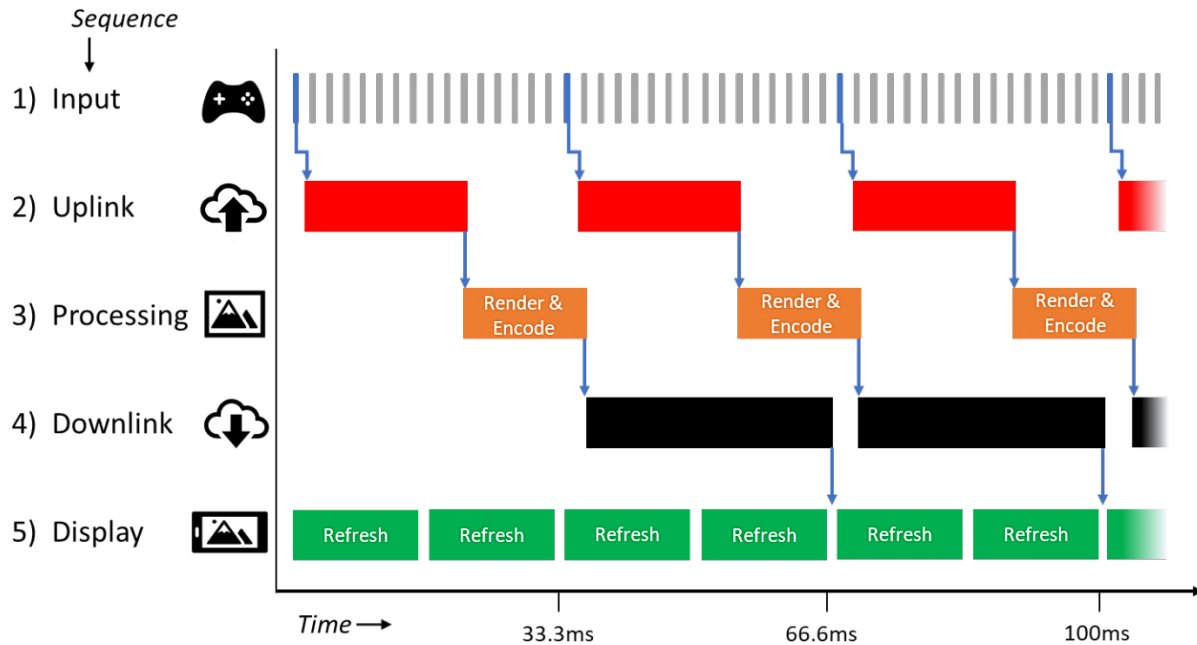 Sequence
1) Input
2) Uplink
3) Processing
Render &
Encode
Render &
Encode
Render &
Encode
4) Downlink
5) Display
Refresh
Refresh
Refresh
Refresh
Refresh
Refresh
Time
33.3ms
66.6ms
100ms